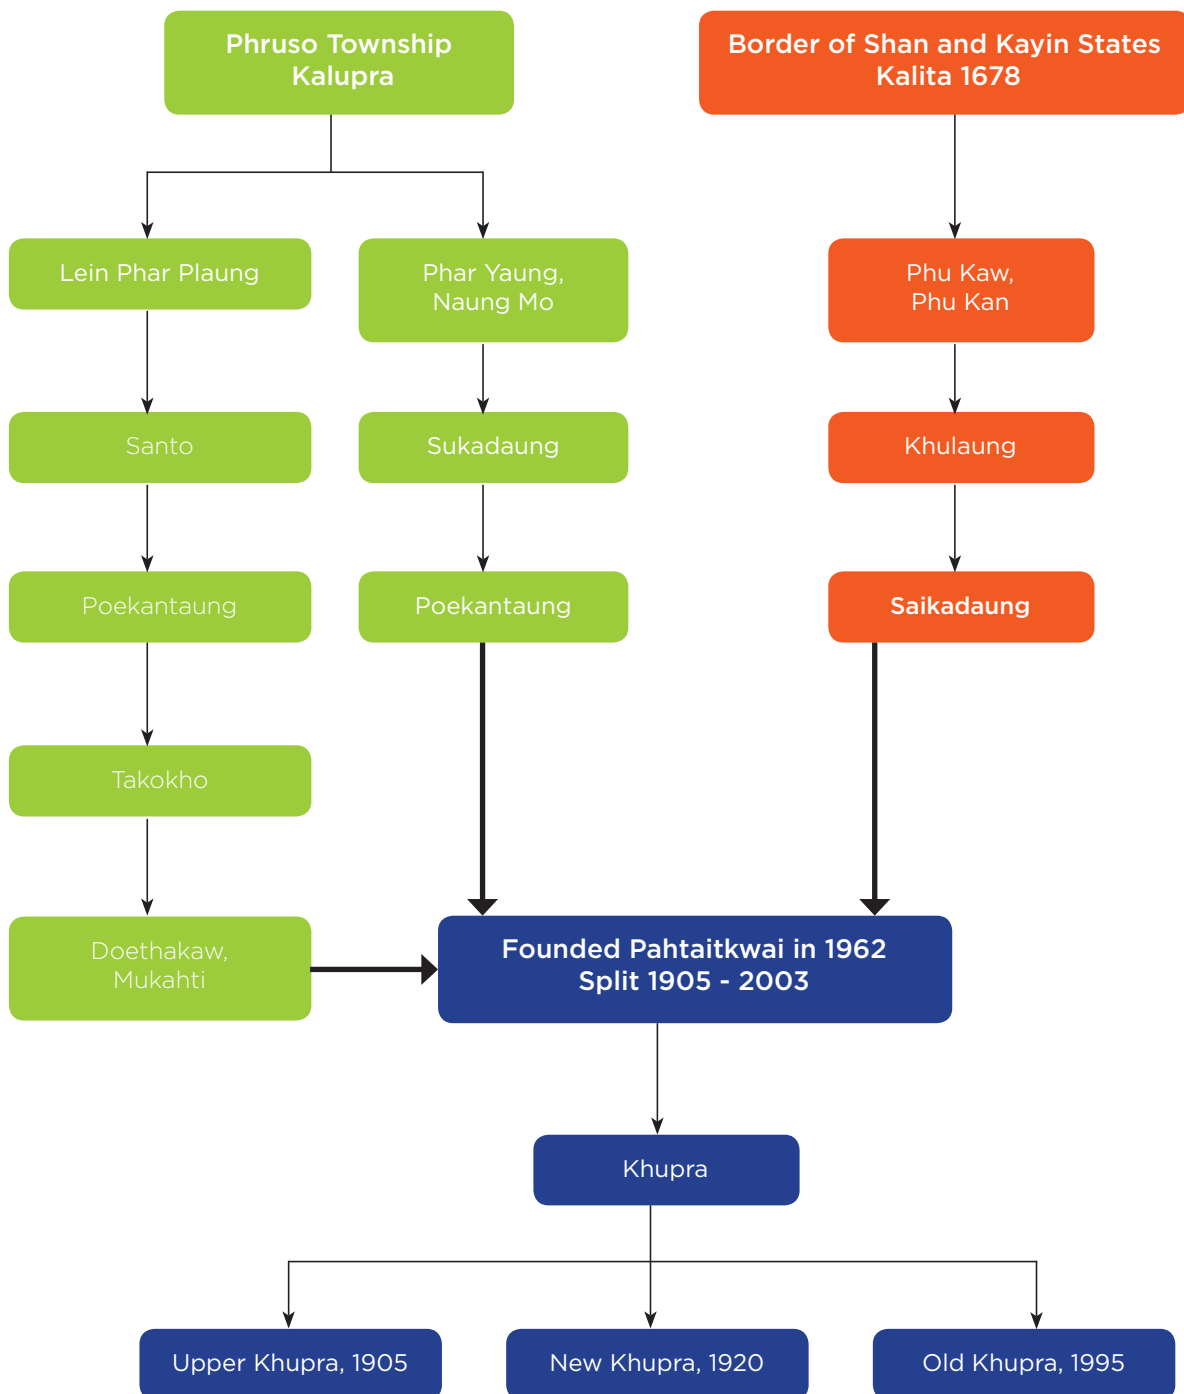 Phruso Township
Kalupra
Border of Shan and Kayin States
Kalita 1678
Lein Phar Plaung
Phar Yaung,
Naung Mo
Phu Kaw,
Phu Kan
Santo
Sukadaung
Khulaung
Poekantaung
Poekantaung
Saikadaung
Takokho
Doethakaw,
Mukahti
Founded Pahtaitkwai in 1962
Split 1905 - 2003
Khupra
Upper Khupra, 1905
New Khupra, 1920
Old Khupra, 1995